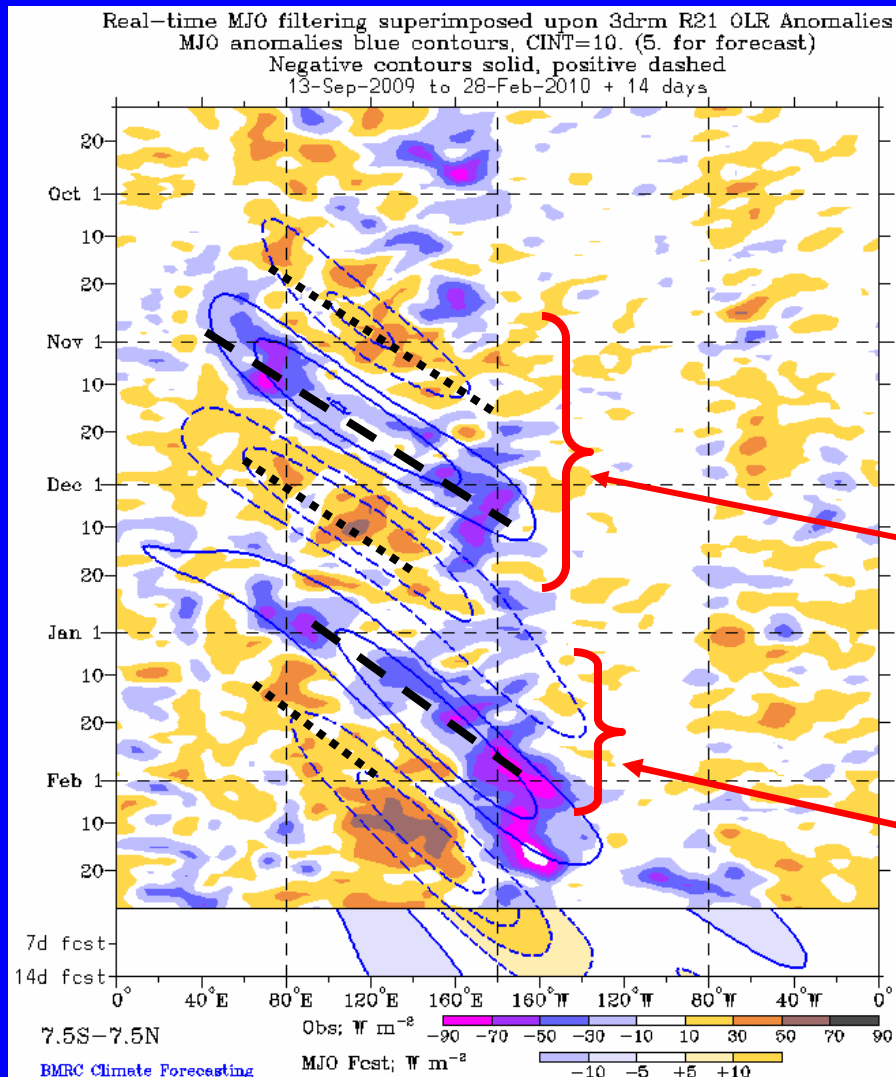 Real-time MJO filtering superimposed upon 3drm R21 OLR Anomalies
MJO anomalies blue contours, CINT=10. (5. for forecast)
Negative contours solid, positive dashed
13-Sep-2009 to 28-Feb-2010 + 14 days
20
Oct 1
10
20
Nov 1
10
20
Dec 1
10
20
Jan 1
10
20
Feb 1
10
20
7d fcst
14d fcst
0° 40°E 80°E 120°E 160°E 160°W 120°W 80°W 40°W 0°
7.5S-7.5N
Obs; W m⁻²
-90 -70 -50 -30 -10 10 30 50 70 90
BMRC Climate Forecasting
MJO Fcst; W m⁻²
-10 -5 +5 +10